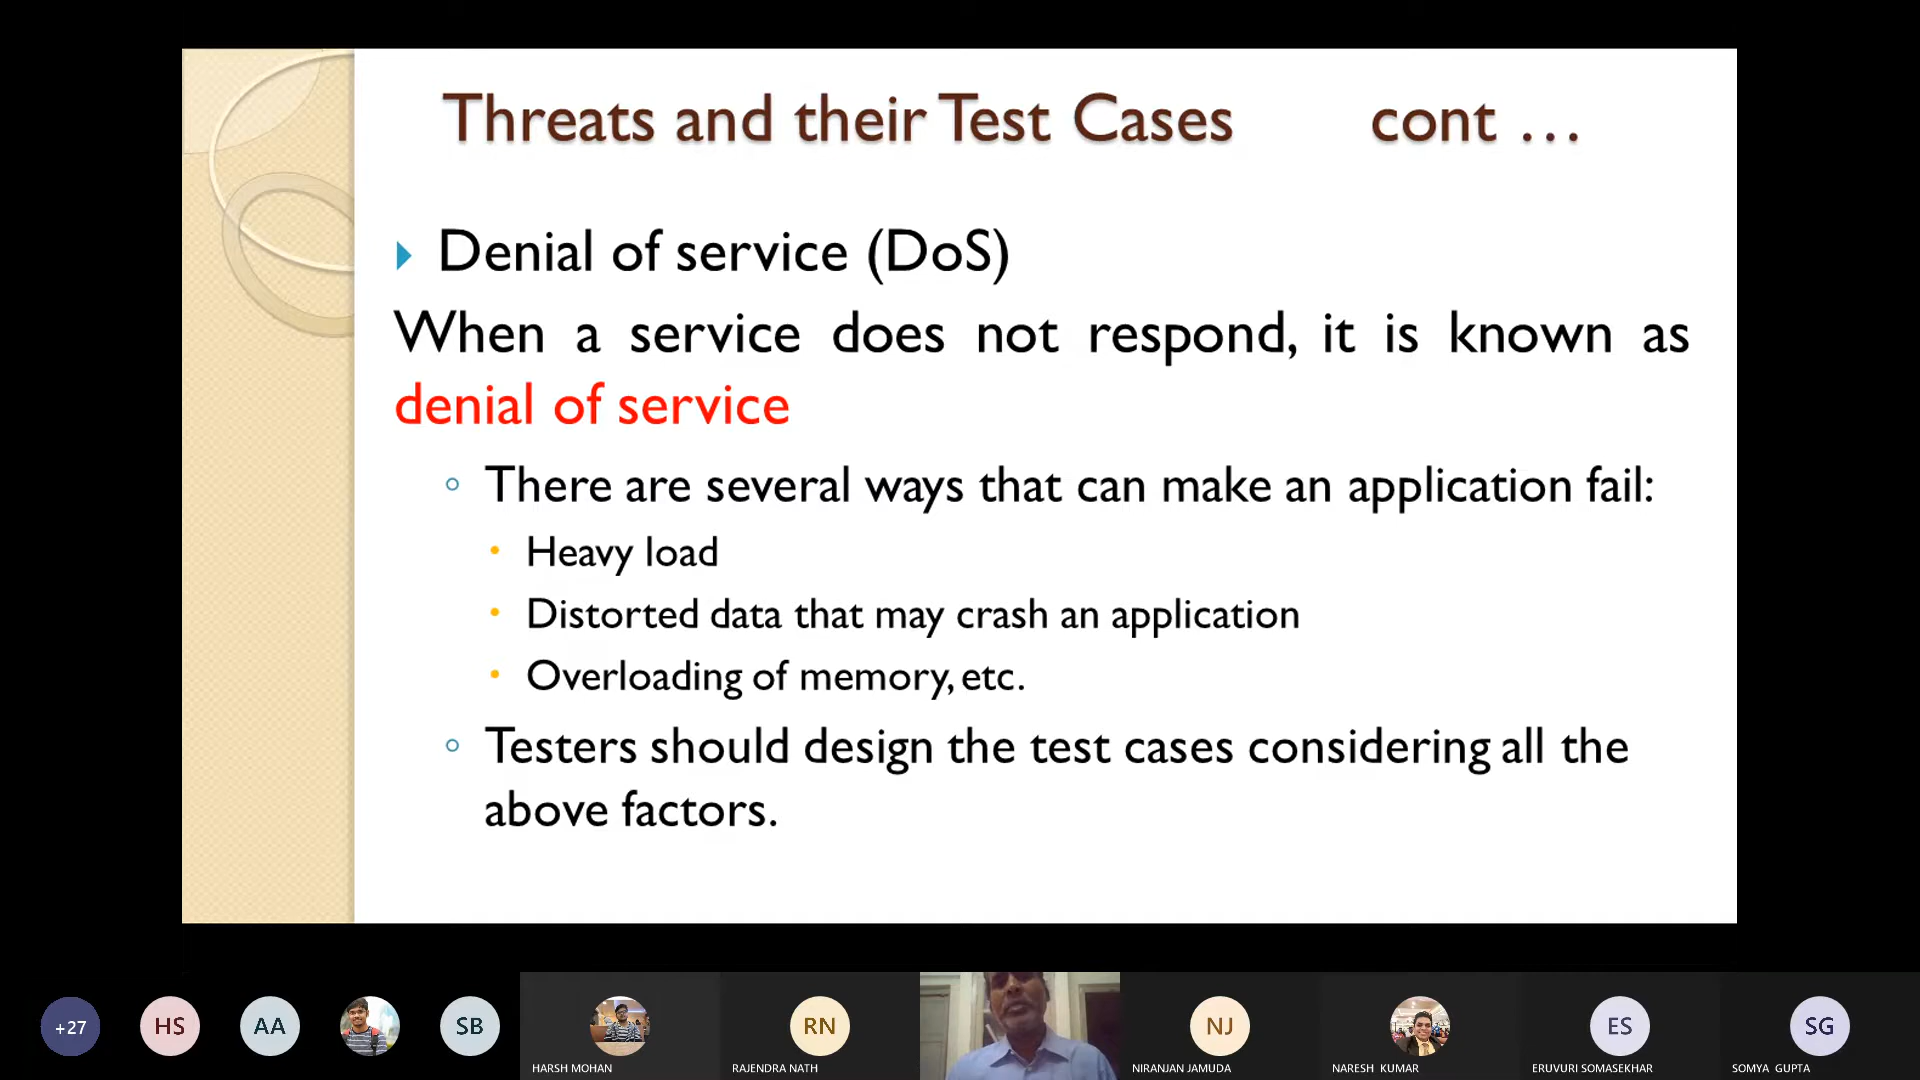 Threats and their Test Cases cont ...
Denial of service (DoS)
When a service does not respond, it is known as
denial of service
There are several ways that can make an application fail:
Heavy load
Distorted data that may crash an application
Overloading of memory, etc.
Testers should design the test cases considering all the
above factors.
+27
HS
AA
SB
RN
NJ
ES
SG
HARSH MOHAN
RAJENDRA NATH
NIRANJAN JAMUDA
NARESH KUMAR
ERUVURI SOMASEKHAR
SOMYA GUPTA